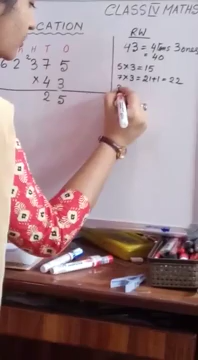 CLASS IV MATHS
CATION
RW
H T O
43 = 4 tens 3 ones
= 40
6 2 3 7 5
× 4 3
2 5
5 × 3 = 15
7 × 3 = 21 + 1 = 22